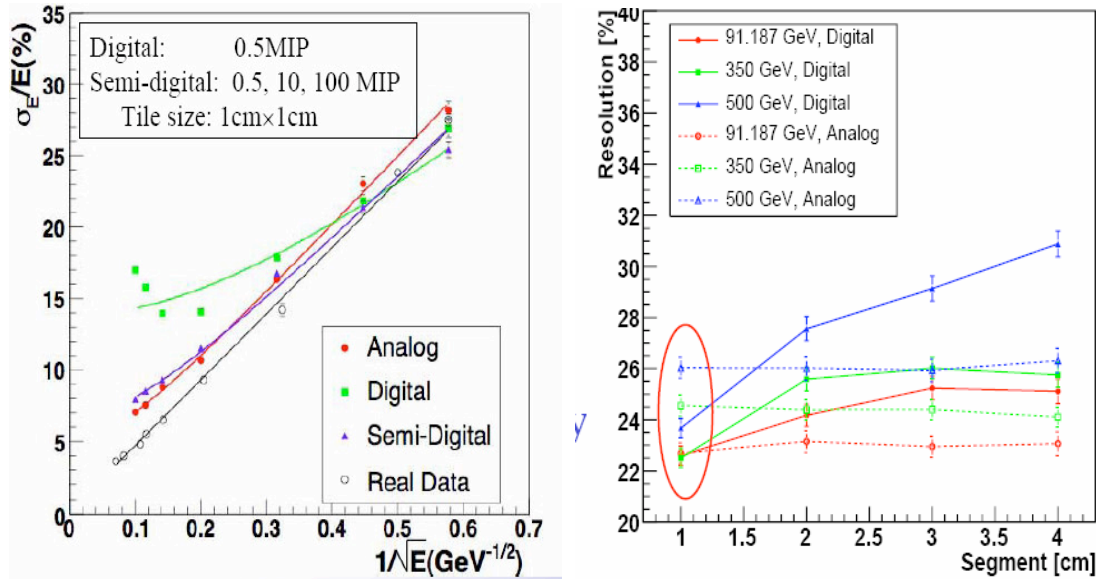 35
30
25
20
15
10
5
0
σE/E(%)
Digital: 0.5MIP
Semi-digital: 0.5, 10, 100 MIP
Tile size: 1cm×1cm
Analog
Digital
Semi-Digital
Real Data
0 0.1 0.2 0.3 0.4 0.5 0.6 0.7
1/√E(GeV-1/2)
40
38
36
34
32
30
28
26
24
22
20
Resolution [%]
91.187 GeV, Digital
350 GeV, Digital
500 GeV, Digital
91.187 GeV, Analog
350 GeV, Analog
500 GeV, Analog
1 1.5 2 2.5 3 3.5 4
Segment [cm]